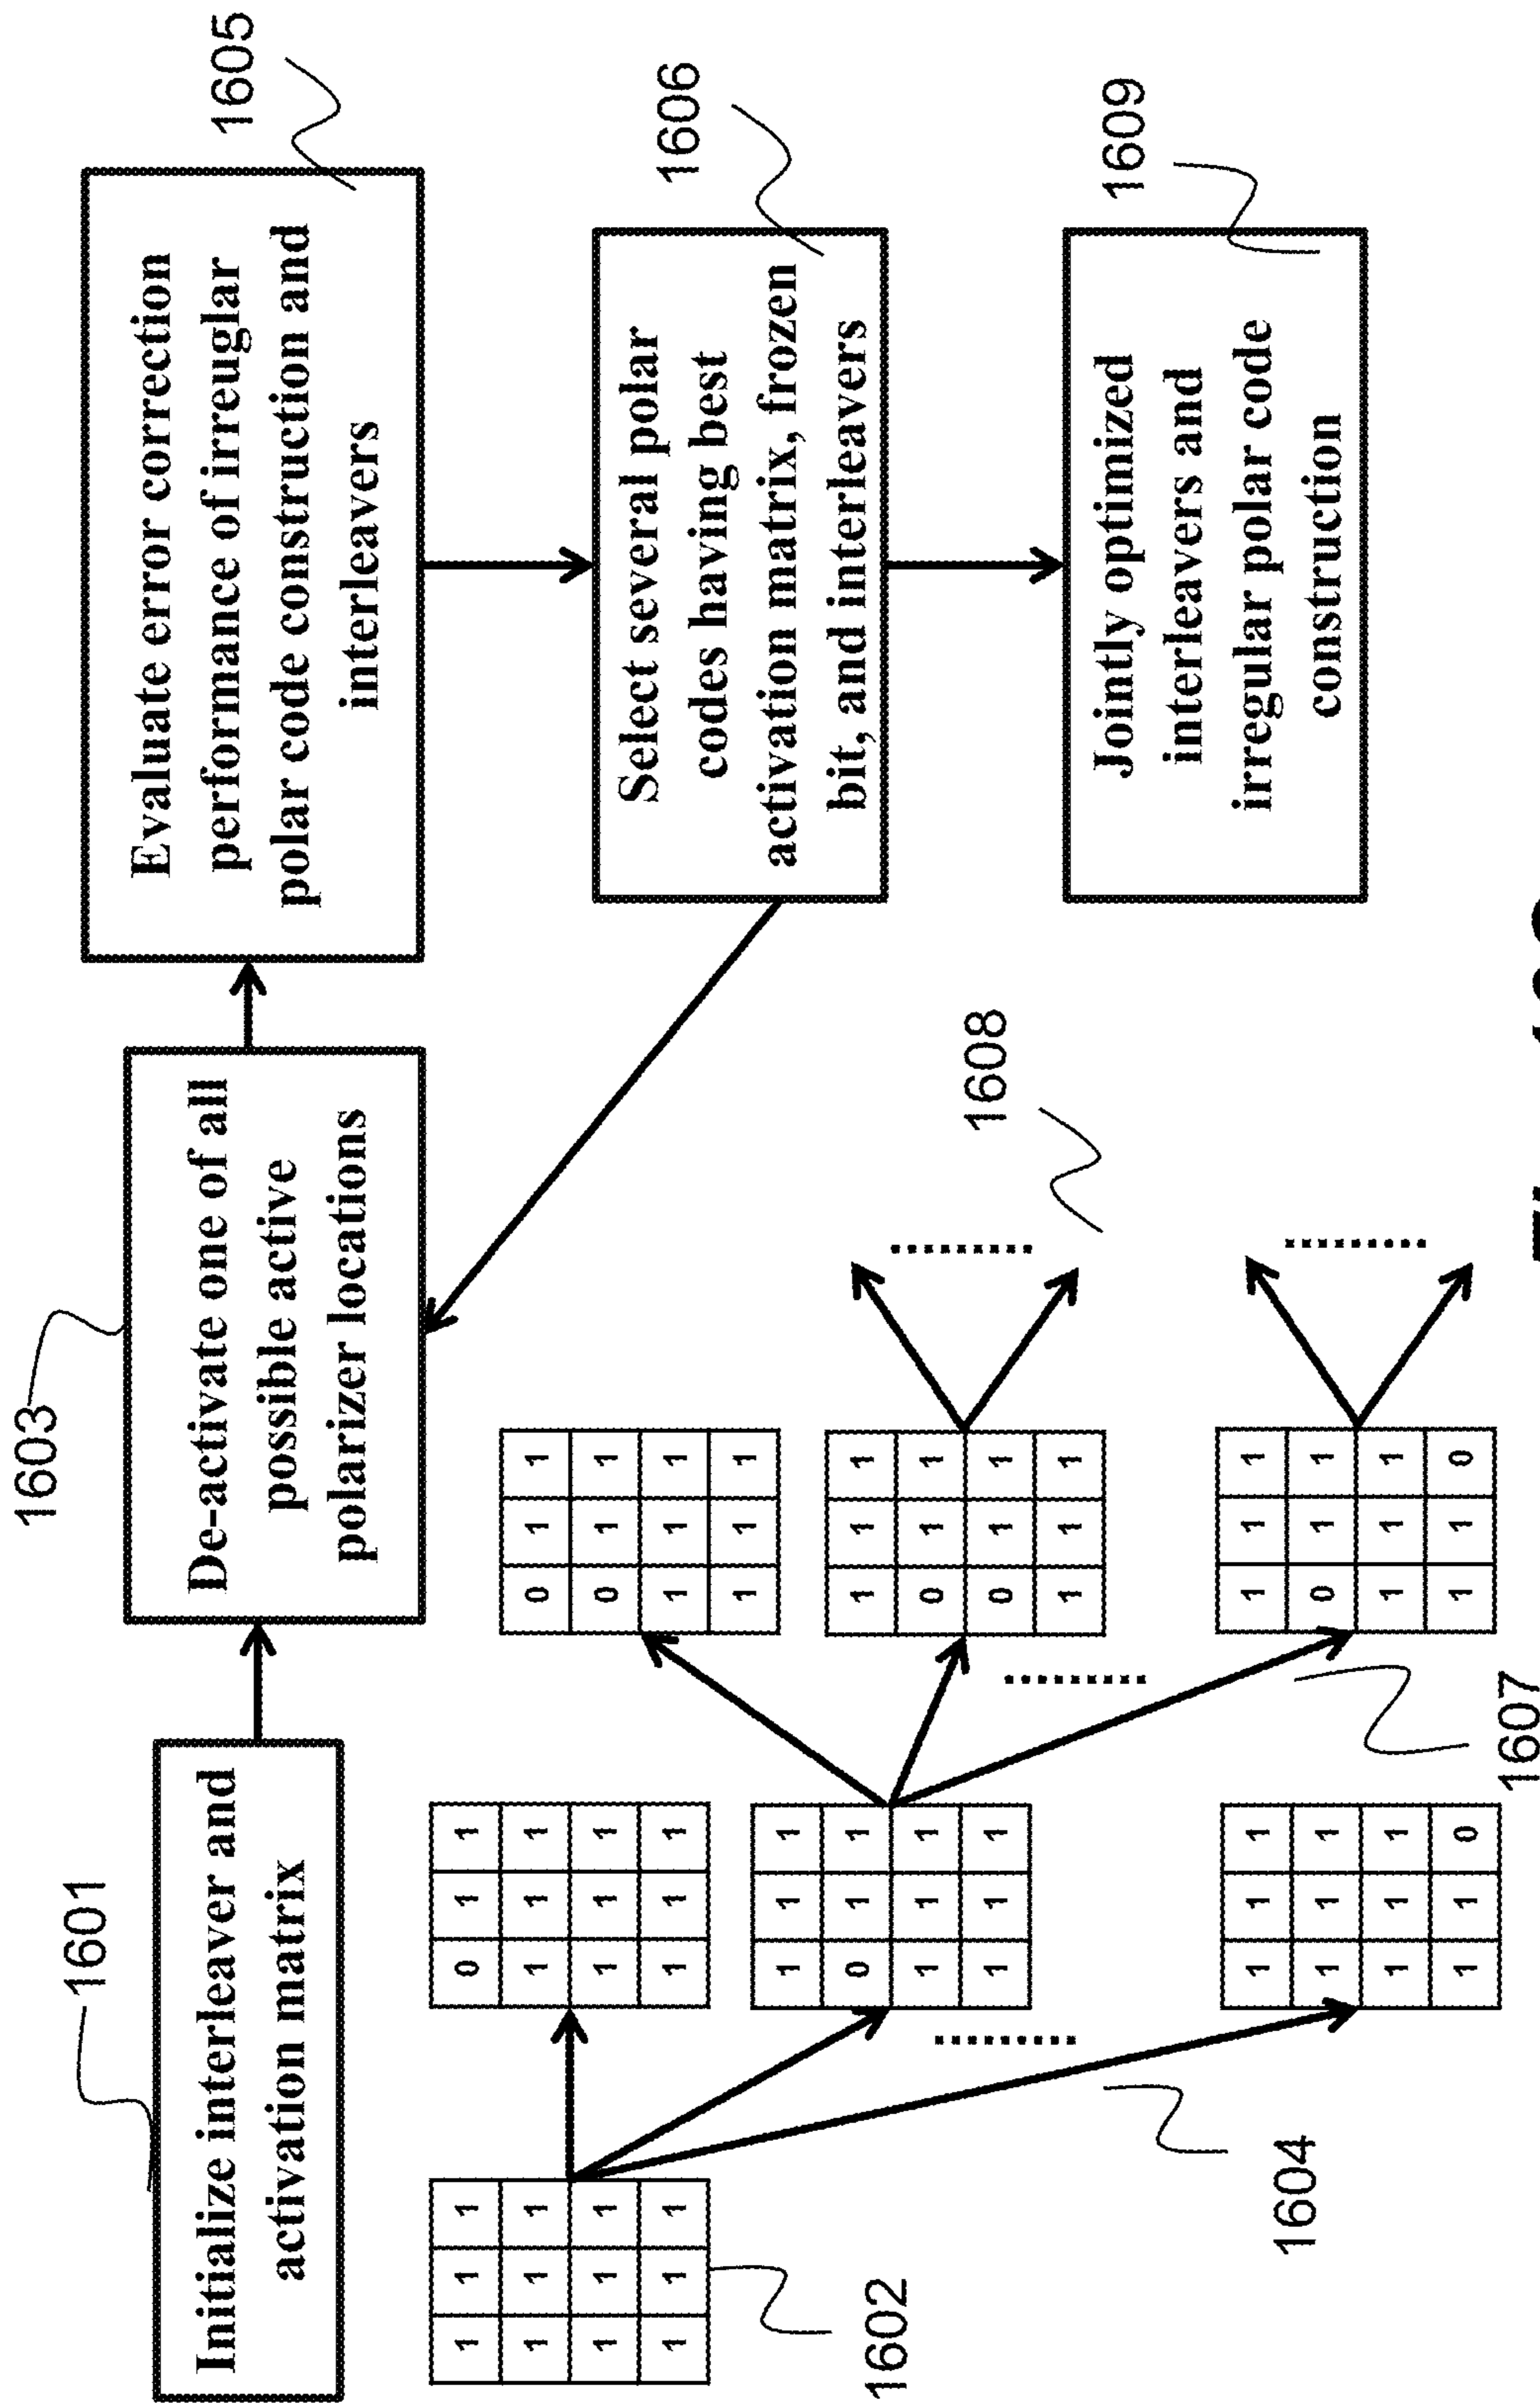 1601
Initialize interleaver and
activation matrix
1603
De-activate one of all
possible active
polarizer locations
1605
Evaluate error correction
performance of irreuglar
polar code construction and
interleavers
1606
Select several polar
codes having best
activation matrix, frozen
bit, and interleavers
1609
Jointly optimized
interleavers and
irregular polar code
construction
1 1 1
1 1 1
1 1 1
1 1 1
1602
0 1 1
1 1 1
1 1 1
1 1 1
1 1 1
0 1 1
1 1 1
1 1 1
1 1 1
1 1 1
1 1 1
1 1 0
1604
0 1 1
0 1 1
1 1 1
1 1 1
1 1 1
0 1 1
0 1 1
1 1 1
1 1 1
0 1 1
1 1 1
1 1 0
1607
1608